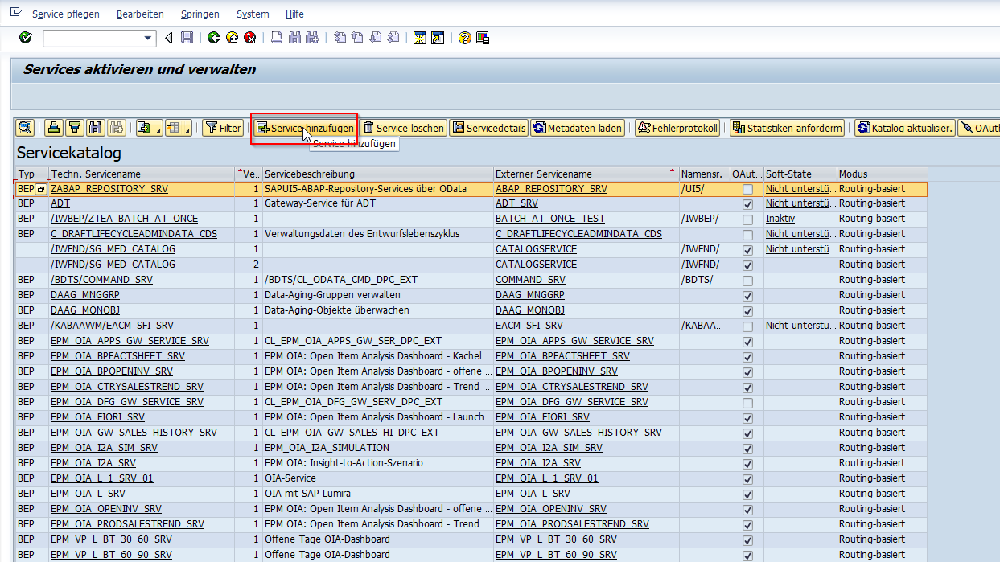 Service pflegen Bearbeiten Springen System Hilfe
Services aktivieren und verwalten
Filter Service hinzufügen Service löschen Servicedetails Metadaten laden Fehlerprotokoll Statistiken anforderm Katalog aktualisier. OAuth
Service hinzufügen
Servicekatalog
Typ Techn. Servicename Ve... Servicebeschreibung Externer Servicename Namensr. OAut... Soft-State Modus
BEP ZABAP_REPOSITORY_SRV 1 SAPUI5-ABAP-Repository-Services über OData ABAP_REPOSITORY_SRV /UI5/ Nicht unterstü... Routing-basiert
BEP ADT 1 Gateway-Service für ADT ADT_SRV Nicht unterstü... Routing-basiert
BEP /IWBEP/ZTEA_BATCH_AT_ONCE 1 BATCH_AT_ONCE_TEST /IWBEP/ Inaktiv Routing-basiert
BEP C_DRAFTLIFECYCLEADMINDATA_CDS 1 Verwaltungsdaten des Entwurfslebenszyklus C_DRAFTLIFECYCLEADMINDATA_CDS Nicht unterstü... Routing-basiert
/IWFND/SG_MED_CATALOG 1 CATALOGSERVICE /IWFND/ Nicht unterstü... Routing-basiert
/IWFND/SG_MED_CATALOG 2 CATALOGSERVICE /IWFND/ Routing-basiert
BEP /BDTS/COMMAND_SRV 1 /BDTS/CL_ODATA_CMD_DPC_EXT COMMAND_SRV /BDTS/ Routing-basiert
BEP DAAG_MNGGRP 1 Data-Aging-Gruppen verwalten DAAG_MNGGRP Routing-basiert
BEP DAAG_MONOBJ 1 Data-Aging-Objekte überwachen DAAG_MONOBJ Routing-basiert
BEP /KABAAWM/EACM_SFI_SRV 1 EACM_SFI_SRV /KABAA... Nicht unterstü... Routing-basiert
BEP EPM_OIA_APPS_GW_SERVICE_SRV 1 CL_EPM_OIA_APPS_GW_SER_DPC_EXT EPM_OIA_APPS_GW_SERVICE_SRV Routing-basiert
BEP EPM_OIA_BPFACTSHEET_SRV 1 EPM OIA: Open Item Analysis Dashboard - Kachel ... EPM_OIA_BPFACTSHEET_SRV Routing-basiert
BEP EPM_OIA_BPOPENINV_SRV 1 EPM OIA: Open Item Analysis Dashboard - offene ... EPM_OIA_BPOPENINV_SRV Routing-basiert
BEP EPM_OIA_CTRYSALESTREND_SRV 1 EPM OIA: Open Item Analysis Dashboard - Trend ... EPM_OIA_CTRYSALESTREND_SRV Routing-basiert
BEP EPM_OIA_DFG_GW_SERVICE_SRV 1 CL_EPM_OIA_DFG_GW_SERV_DPC_EXT EPM_OIA_DFG_GW_SERVICE_SRV Routing-basiert
BEP EPM_OIA_FIORI_SRV 1 EPM OIA: Open Item Analysis Dashboard - Launch... EPM_OIA_FIORI_SRV Routing-basiert
BEP EPM_OIA_GW_SALES_HISTORY_SRV 1 CL_EPM_OIA_GW_SALES_HI_DPC_EXT EPM_OIA_GW_SALES_HISTORY_SRV Routing-basiert
BEP EPM_OIA_I2A_SIM_SRV 1 EPM_OIA_I2A_SIMULATION EPM_OIA_I2A_SIM_SRV Routing-basiert
BEP EPM_OIA_I2A_SRV 1 EPM OIA: Insight-to-Action-Szenario EPM_OIA_I2A_SRV Routing-basiert
BEP EPM_OIA_L_1_SRV_01 1 OIA-Service EPM_OIA_L_1_SRV_01 Routing-basiert
BEP EPM_OIA_L_SRV 1 OIA mit SAP Lumira EPM_OIA_L_SRV Routing-basiert
BEP EPM_OIA_OPENINV_SRV 1 EPM OIA: Open Item Analysis Dashboard - offene ... EPM_OIA_OPENINV_SRV Routing-basiert
BEP EPM_OIA_PRODSALESTREND_SRV 1 EPM OIA: Open Item Analysis Dashboard - Trend ... EPM_OIA_PRODSALESTREND_SRV Routing-basiert
BEP EPM_VP_L_BT_30_60_SRV 1 Offene Tage OIA-Dashboard EPM_VP_L_BT_30_60_SRV Routing-basiert
BEP EPM_VP_L_BT_60_90_SRV 1 Offene Tage OIA-Dashboard EPM_VP_L_BT_60_90_SRV Routing-basiert